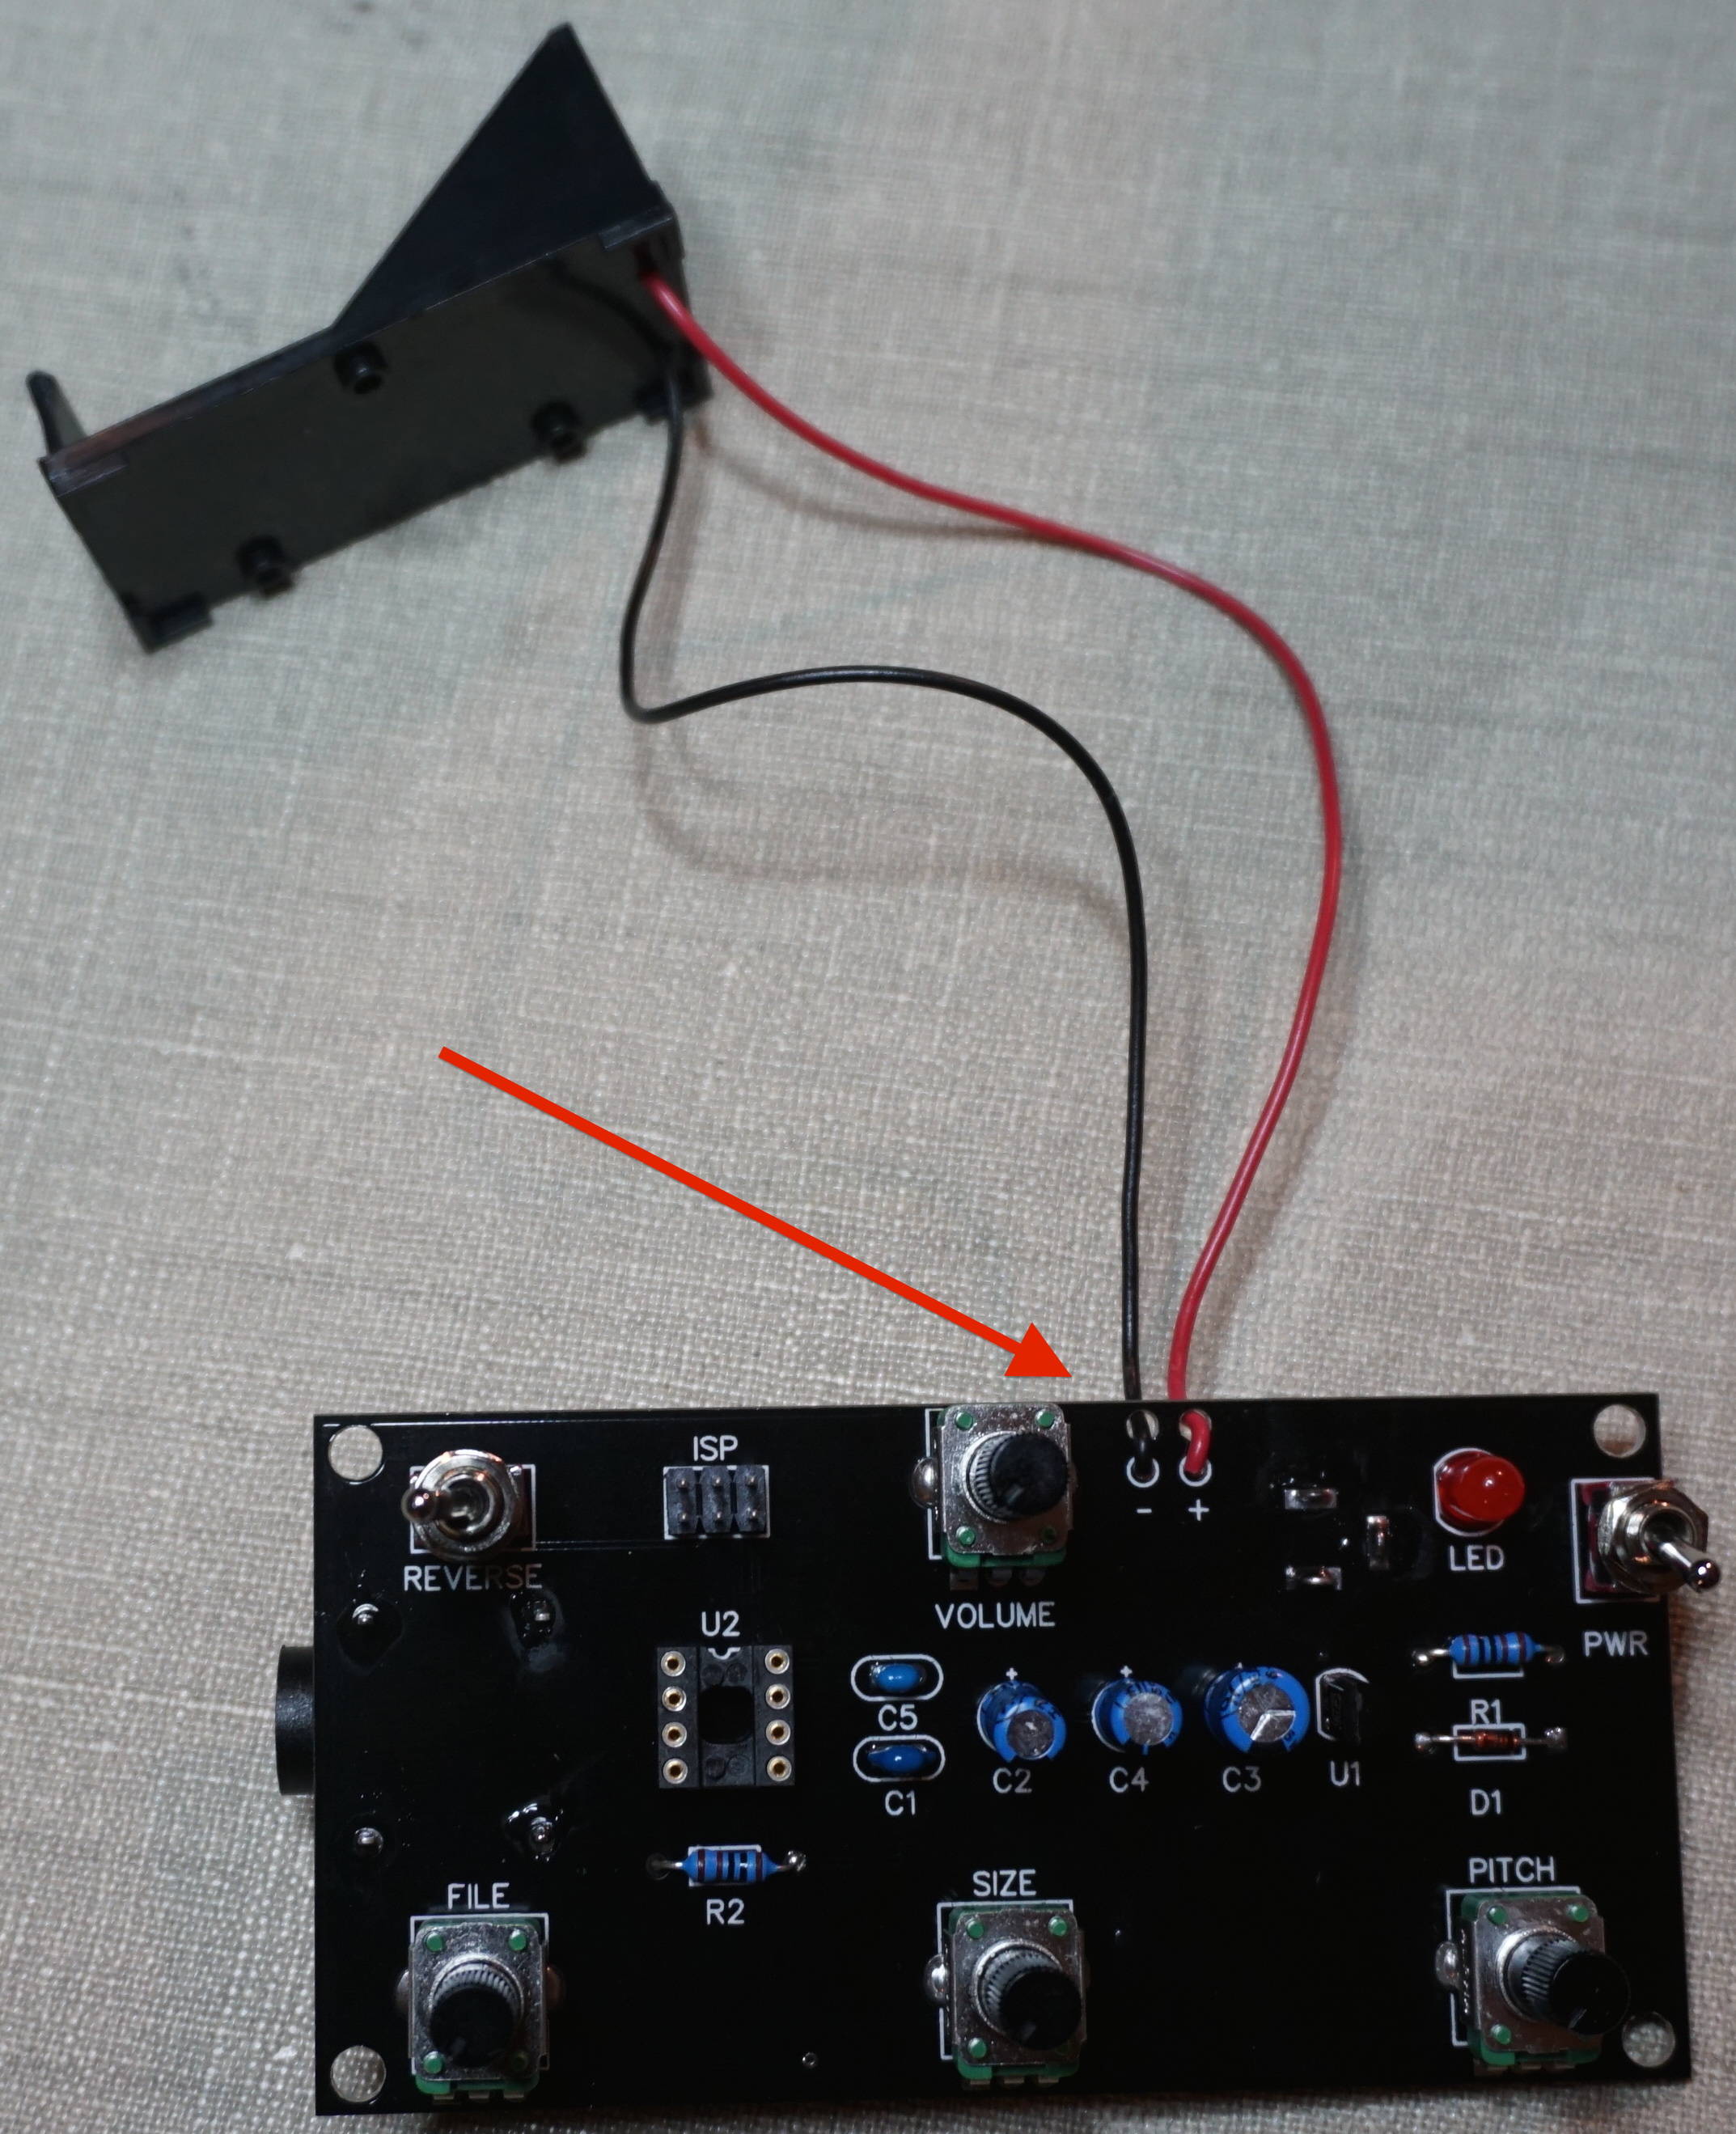 ISP
- +
REVERSE
LED
VOLUME
U2
PWR
C5
R1
C2
C4
C3
U1
C1
D1
FILE
R2
SIZE
PITCH